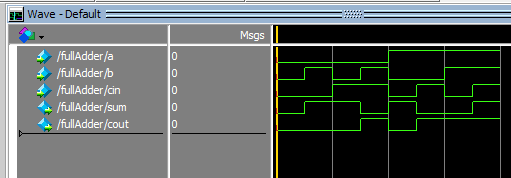 Wave - Default
Msgs
/fullAdder/a 0
/fullAdder/b 0
/fullAdder/cin 0
/fullAdder/sum 0
/fullAdder/cout 0